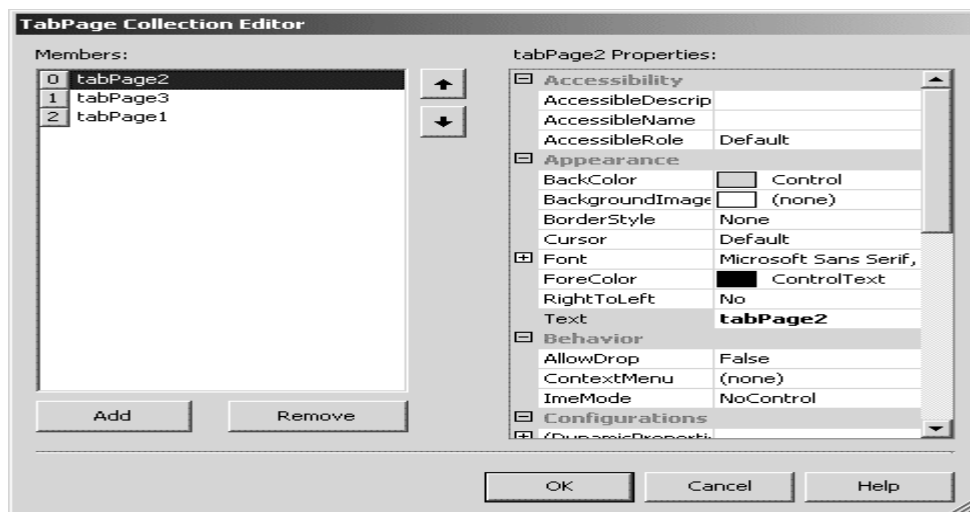 TabPage Collection Editor
Members:
0 tabPage2
1 tabPage3
2 tabPage1
Add
Remove
tabPage2 Properties:
Accessibility
AccessibleDescrip
AccessibleName
AccessibleRole Default
Appearance
BackColor Control
BackgroundImage (none)
BorderStyle None
Cursor Default
Font Microsoft Sans Serif,
ForeColor ControlText
RightToLeft No
Text tabPage2
Behavior
AllowDrop False
ContextMenu (none)
ImeMode NoControl
Configurations
(DynamicProperti
OK
Cancel
Help